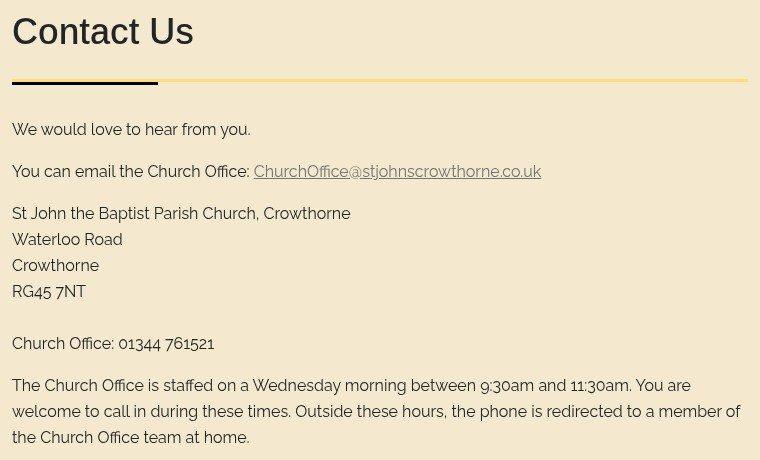 Contact Us
We would love to hear from you.
You can email the Church Office: ChurchOffice@stjohnscrowthorne.co.uk
St John the Baptist Parish Church, Crowthorne
Waterloo Road
Crowthorne
RG45 7NT
Church Office: 01344 761521
The Church Office is staffed on a Wednesday morning between 9:30am and 11:30am. You are
welcome to call in during these times. Outside these hours, the phone is redirected to a member of
the Church Office team at home.